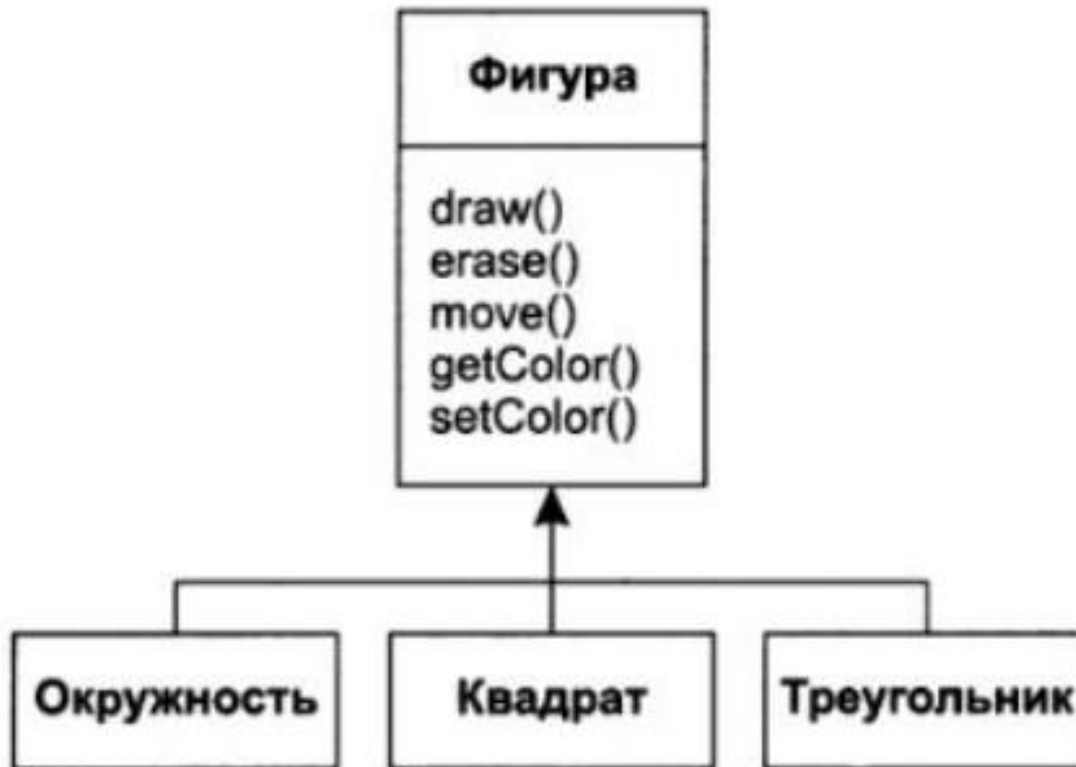 Фигура
draw()
erase()
move()
getColor()
setColor()
Окружность
Квадрат
Треугольник